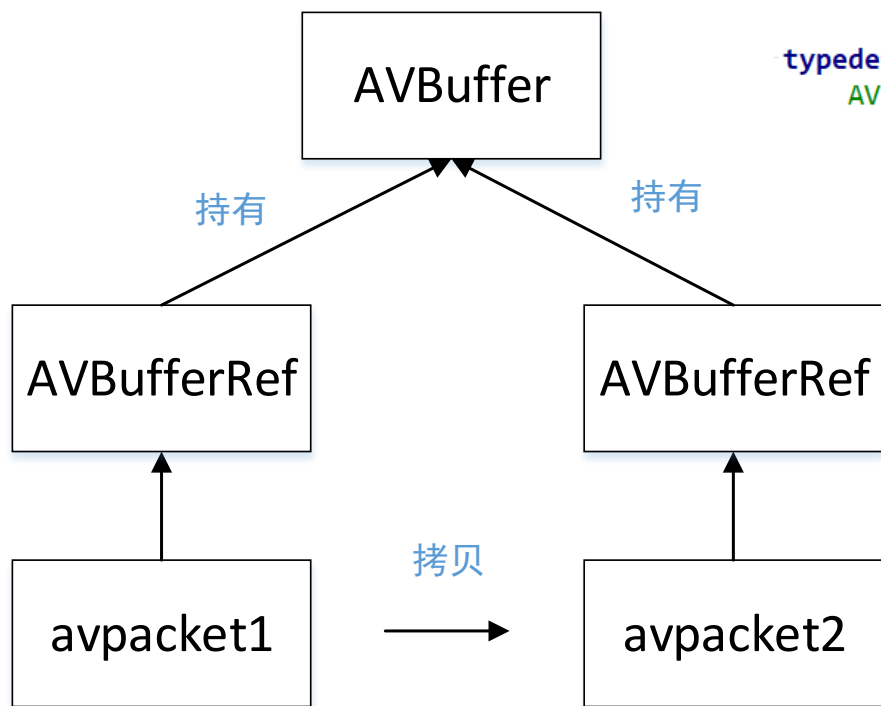 AVBuffer
typede
AV
持有
持有
AVBufferRef
AVBufferRef
拷贝
avpacket1
avpacket2